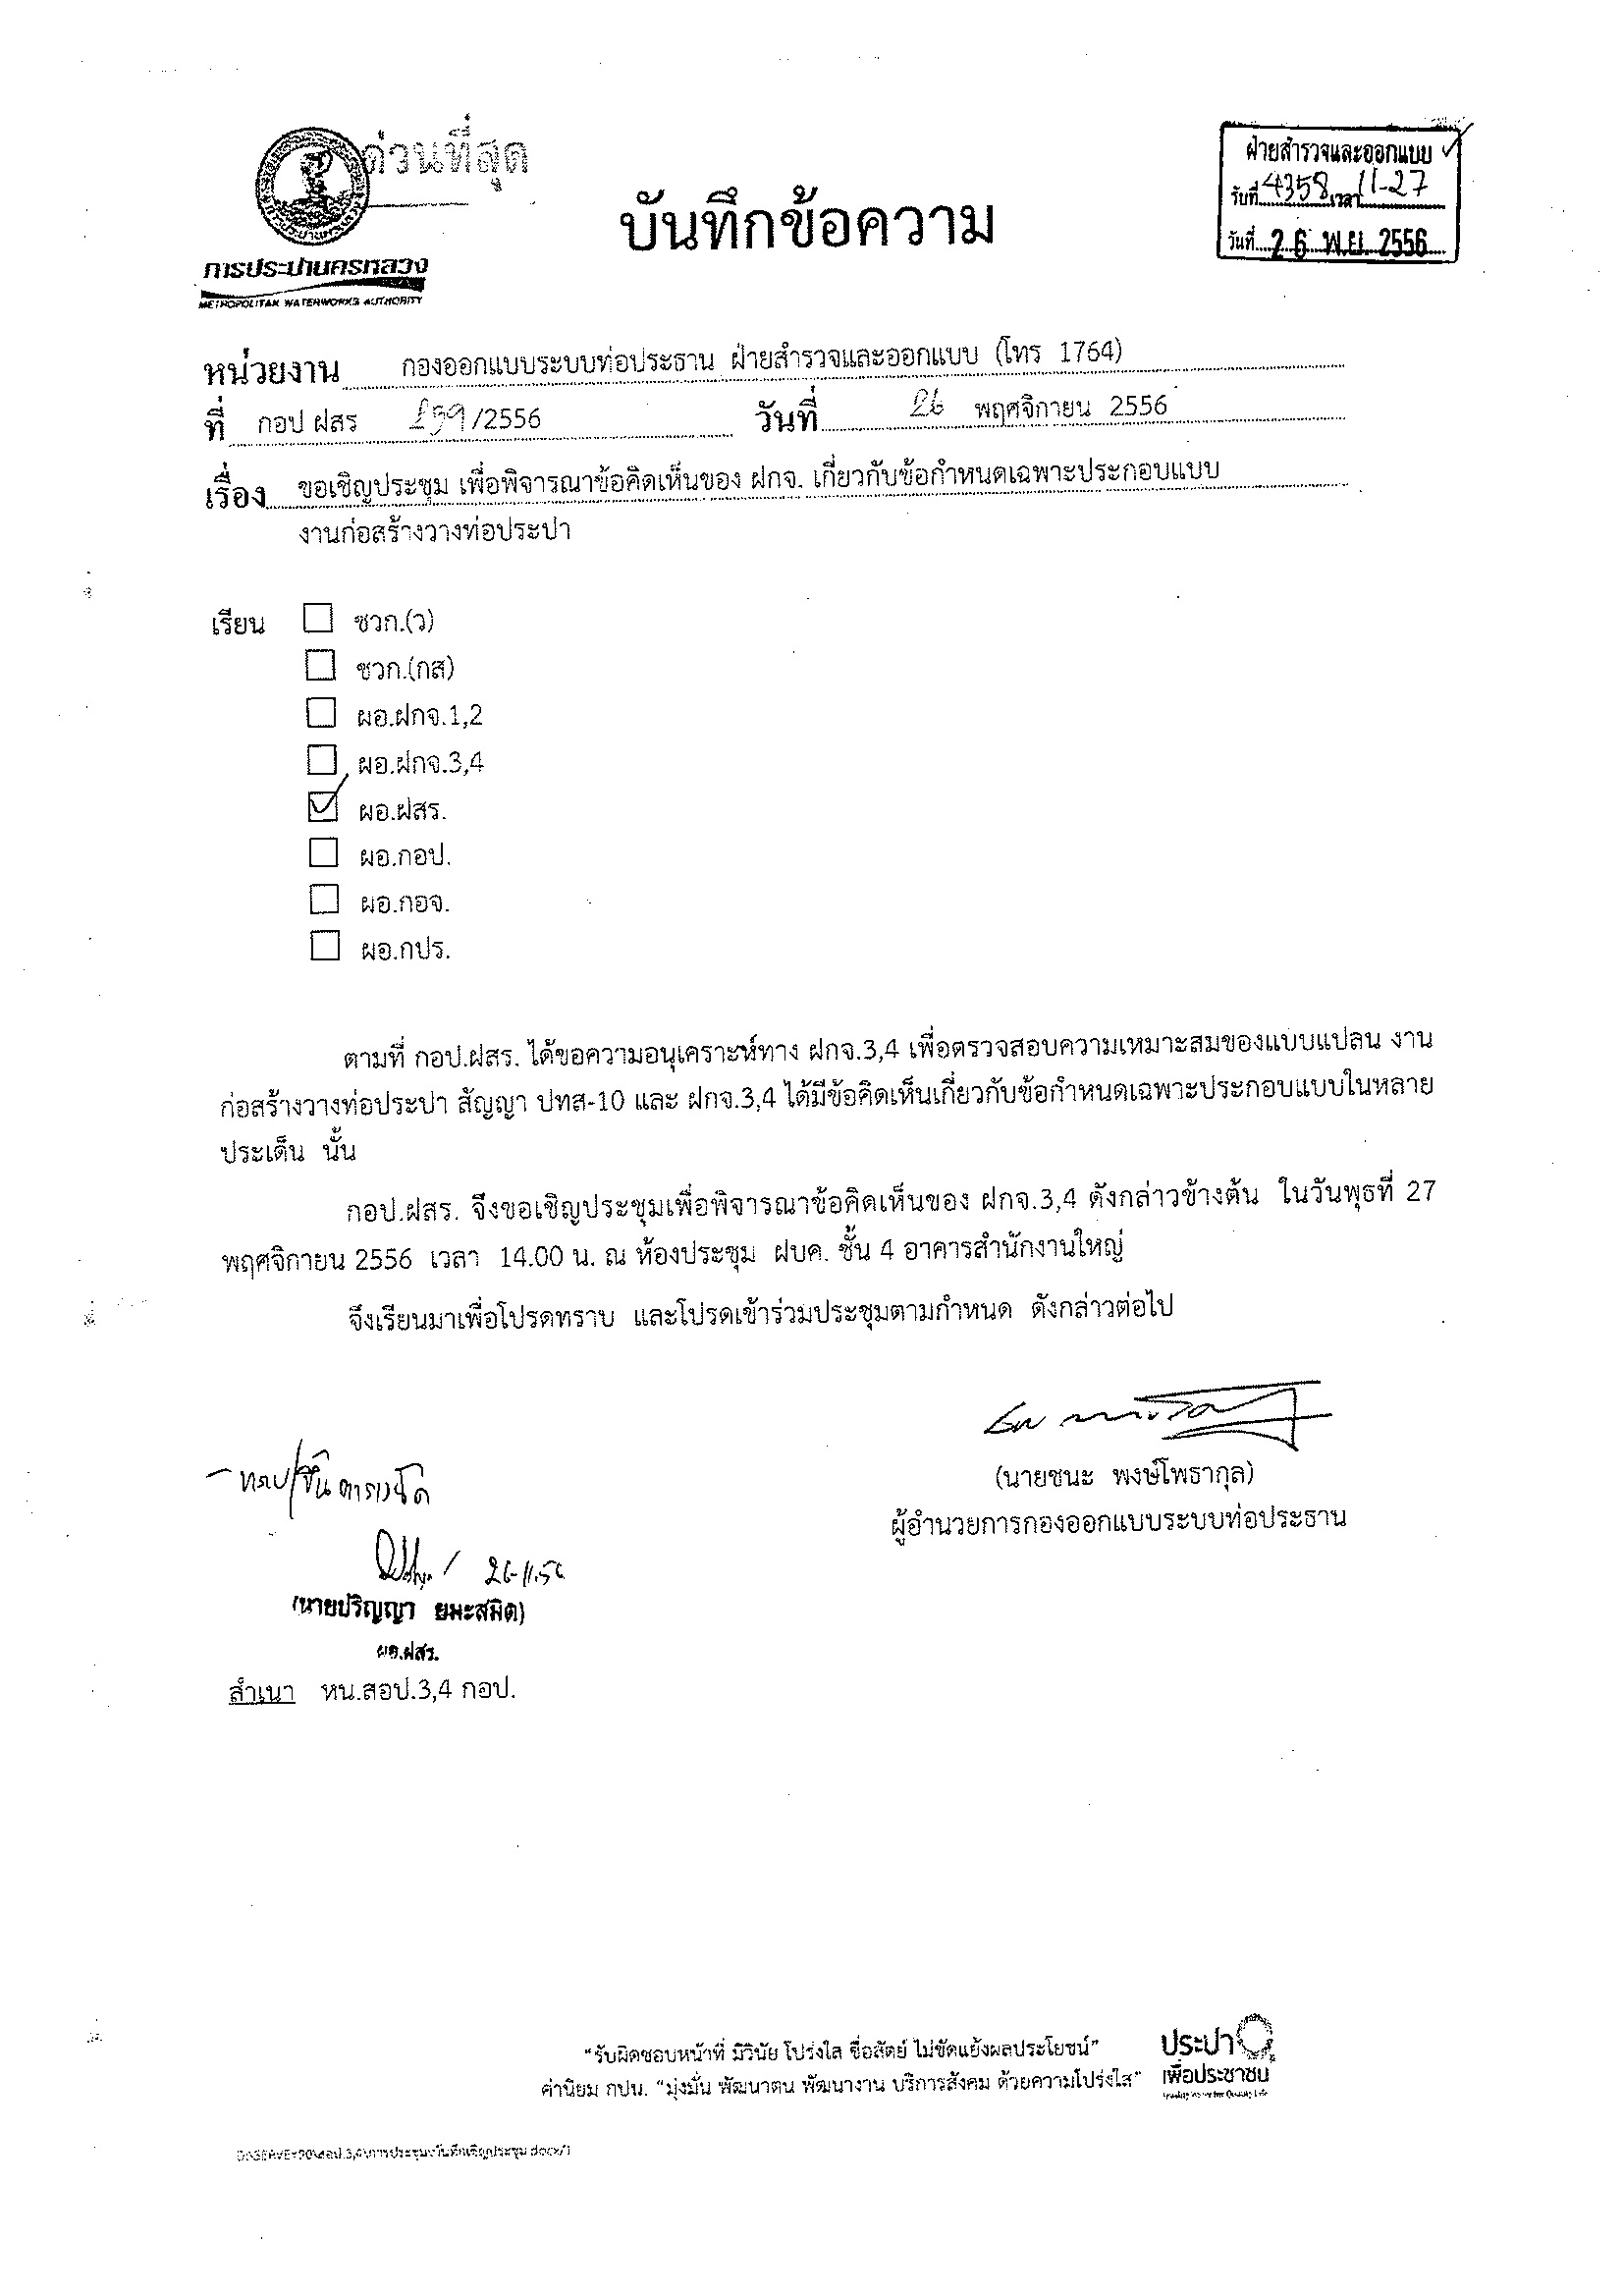 ด่วนที่สุด
การประปานครหลวง
METROPOLITAN WATERWORKS AUTHORITY
บันทึกข้อความ
ฝ่ายสำรวจและออกแบบ
รับที่ 4358 เวลา 11-27
วันที่ 26 พ.ย. 2556
หน่วยงาน กองออกแบบระบบท่อประธาน ฝ่ายสำรวจและออกแบบ (โทร 1764)
ที่ กอป ฝสร /2556 วันที่ 26 พฤศจิกายน 2556
เรื่อง ขอเชิญประชุม เพื่อพิจารณาข้อคิดเห็นของ ฝกจ. เกี่ยวกับข้อกำหนดเฉพาะประกอบแบบ
งานก่อสร้างวางท่อประปา
เรียน ☐ ชวก.(ว)
☐ ชวก.(กส)
☐ ผอ.ฝกจ.1,2
☐ ผอ.ฝกจ.3,4
☑ ผอ.ฝสร.
☐ ผอ.กอป.
☐ ผอ.กอจ.
☐ ผอ.กปร.
ตามที่ กอป.ฝสร. ได้ขอความอนุเคราะห์ทาง ฝกจ.3,4 เพื่อตรวจสอบความเหมาะสมของแบบแปลน งาน
ก่อสร้างวางท่อประปา สัญญา ปทส-10 และ ฝกจ.3,4 ได้มีข้อคิดเห็นเกี่ยวกับข้อกำหนดเฉพาะประกอบแบบในหลาย
ประเด็น นั้น
กอป.ฝสร. จึงขอเชิญประชุมเพื่อพิจารณาข้อคิดเห็นของ ฝกจ.3,4 ดังกล่าวข้างต้น ในวันพุธที่ 27
พฤศจิกายน 2556 เวลา 14.00 น. ณ ห้องประชุม ฝบค. ชั้น 4 อาคารสำนักงานใหญ่
จึงเรียนมาเพื่อโปรดทราบ และโปรดเข้าร่วมประชุมตามกำหนด ดังกล่าวต่อไป
(นายชนะ พงษ์โพธากุล)
ผู้อำนวยการกองออกแบบระบบท่อประธาน
26-11-56
(นายปริญญา ยมะสมิต)
ผอ.ฝสร.
สำเนา หน.สอป.3,4 กอป.
"รับผิดชอบหน้าที่ มีวินัย โปร่งใส ซื่อสัตย์ ไม่ขัดแย้งผลประโยชน์"
ค่านิยม กปน. "มุ่งมั่น พัฒนาตน พัฒนางาน บริการสังคม ด้วยความโปร่งใส"
ประปา
เพื่อประชาชน